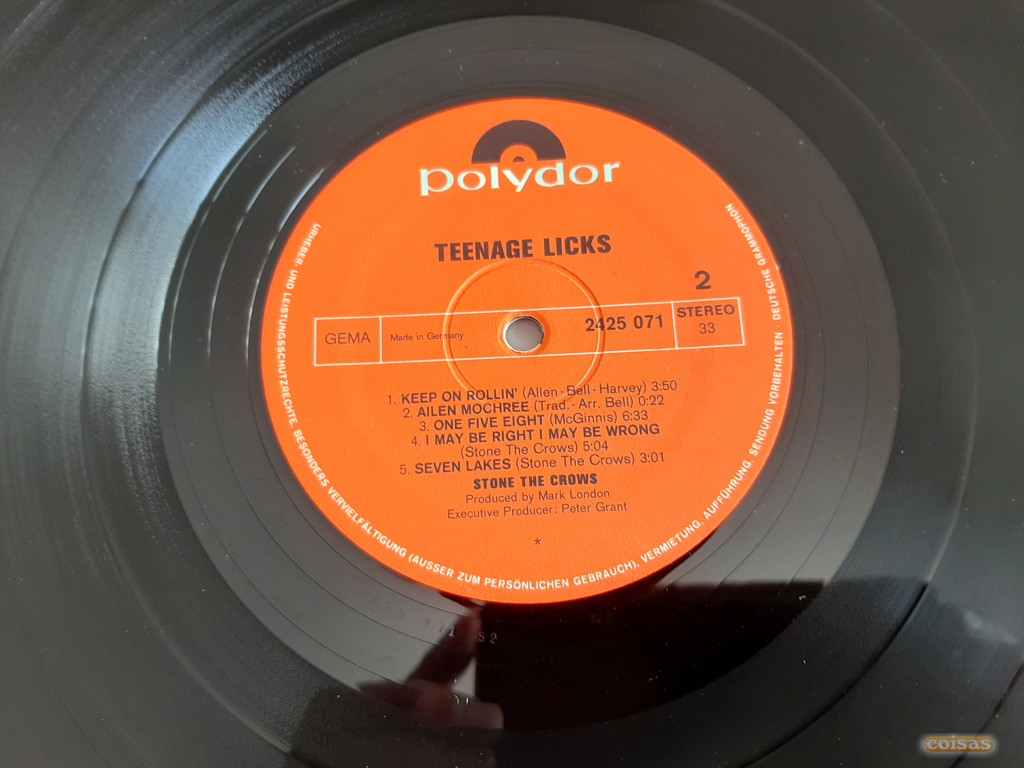 polydor
TEENAGE LICKS
2
GEMA
Made in Germany
2425 071
STEREO
33
1. KEEP ON ROLLIN' (Allen-Bell-Harvey) 3:50
2. AILEN MOCHREE (Trad.-Arr. Bell) 0:22
3. ONE FIVE EIGHT (McGinnis) 6:33
4. I MAY BE RIGHT I MAY BE WRONG
(Stone The Crows) 5:04
5. SEVEN LAKES (Stone The Crows) 3:01
STONE THE CROWS
Produced by Mark London
Executive Producer: Peter Grant
*
URHEBER UND LEISTUNGSSCHUTZRECHTE, BESONDERS VERVIELFÄLTIGUNG (AUSSER ZUM PERSÖNLICHEN GEBRAUCH), VERMIETUNG, AUFFÜHRUNG, SENDUNG VORBEHALTEN · DEUTSCHE GRAMMOPHON
71 S2
coisas